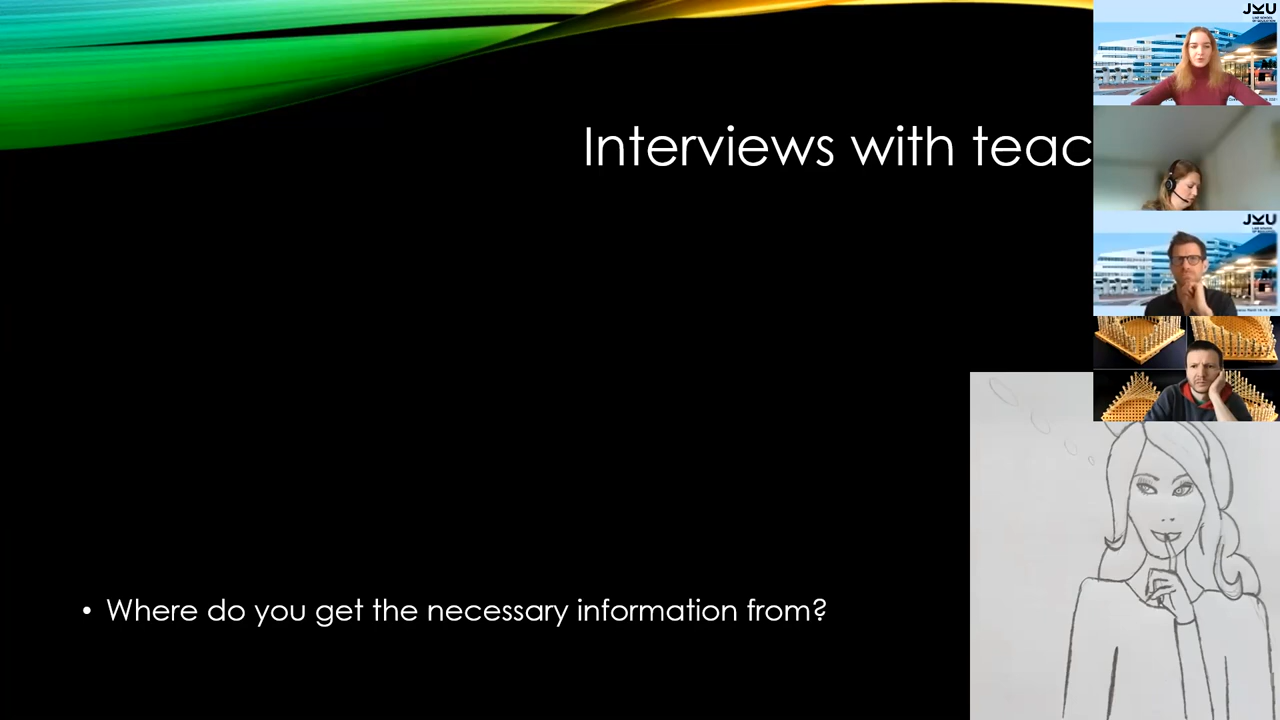 JKU
Interviews with teac
JKU
• Where do you get the necessary information from?